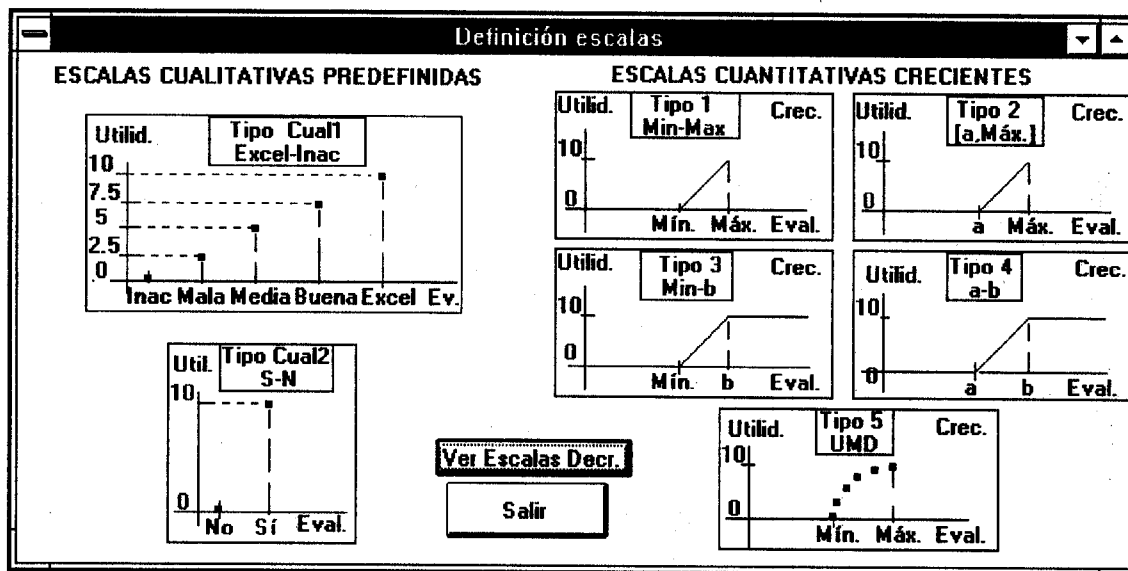 Definición escalas
ESCALAS CUALITATIVAS PREDEFINIDAS
Utilid.
Tipo Cual1
Excel-Inac
10
7.5
5
2.5
0
Inac Mala Media Buena Excel Ev.
Util.
Tipo Cual2
S-N
10
0
No Sí Eval.
ESCALAS CUANTITATIVAS CRECIENTES
Utilid.
Tipo 1
Min-Max
Crec.
10
0
Mín. Máx. Eval.
Utilid.
Tipo 2
[a,Máx.]
Crec.
10
0
a Máx. Eval.
Utilid.
Tipo 3
Min-b
Crec.
10
0
Mín. b Eval.
Utilid.
Tipo 4
a-b
Crec.
10
0
a b Eval.
Utilid.
Tipo 5
UMD
Crec.
10
0
Mín. Máx. Eval.
Ver Escalas Decr.
Salir